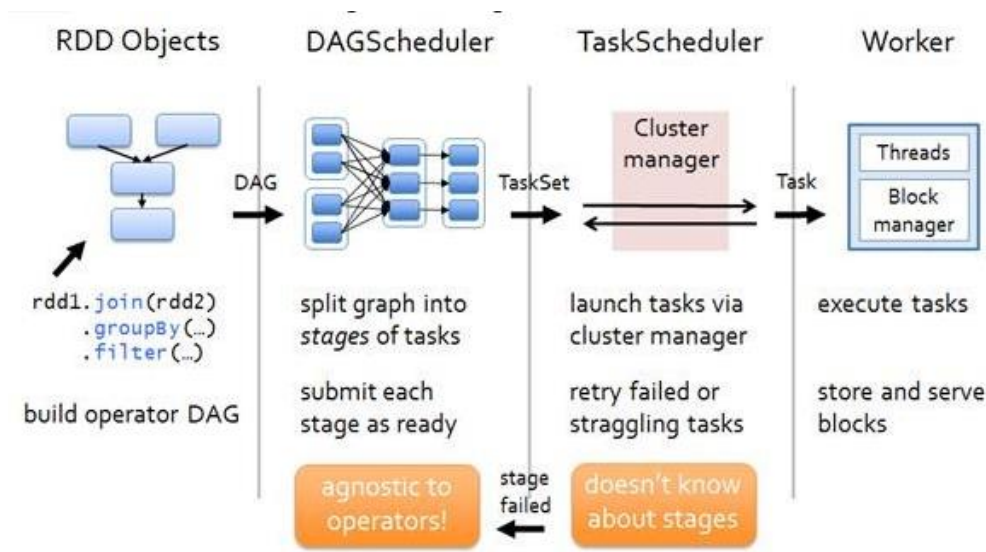 RDD Objects
DAGScheduler
TaskScheduler
Worker
DAG
TaskSet
Cluster
manager
Task
Threads
Block
manager
rdd1.join(rdd2)
.groupBy(…)
.filter(…)
build operator DAG
split graph into
stages of tasks
submit each
stage as ready
launch tasks via
cluster manager
retry failed or
straggling tasks
execute tasks
store and serve
blocks
agnostic to
operators!
stage
failed
doesn't know
about stages